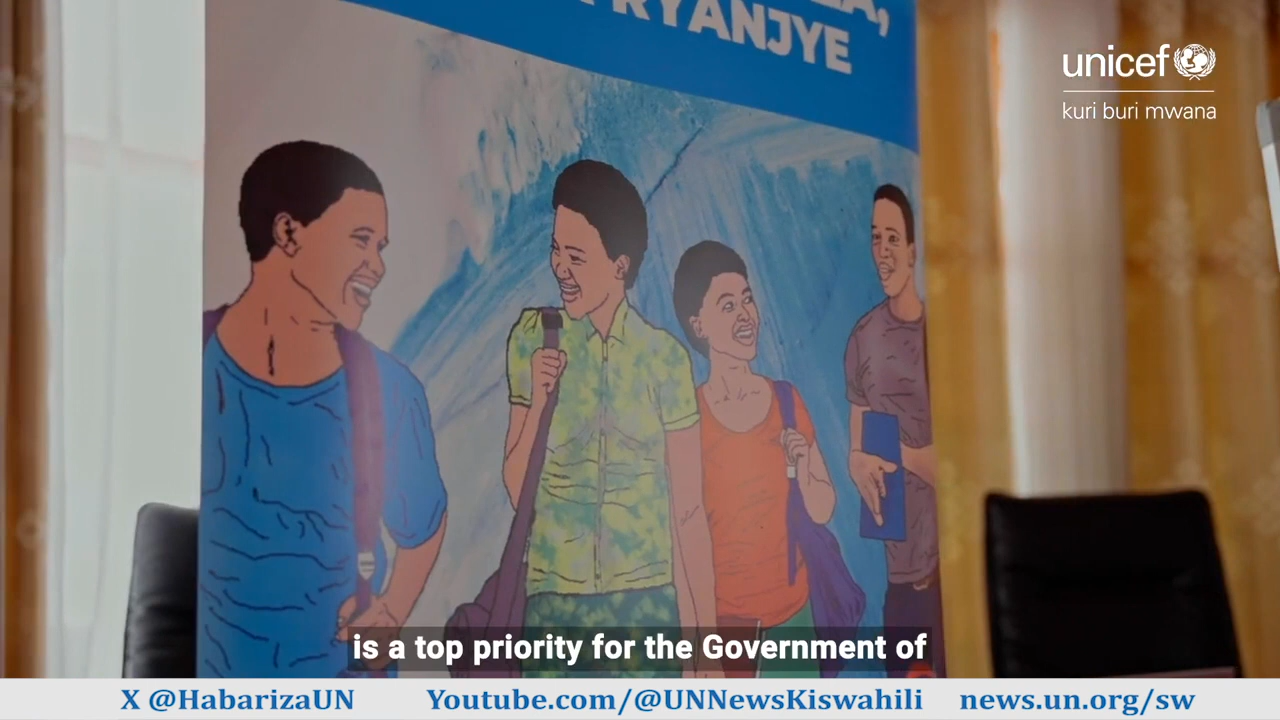 RYANJYE
unicef
kuri buri mwana
is a top priority for the Government of
X @HabarizaUN Youtube.com/@UNNewsKiswahili news.un.org/sw